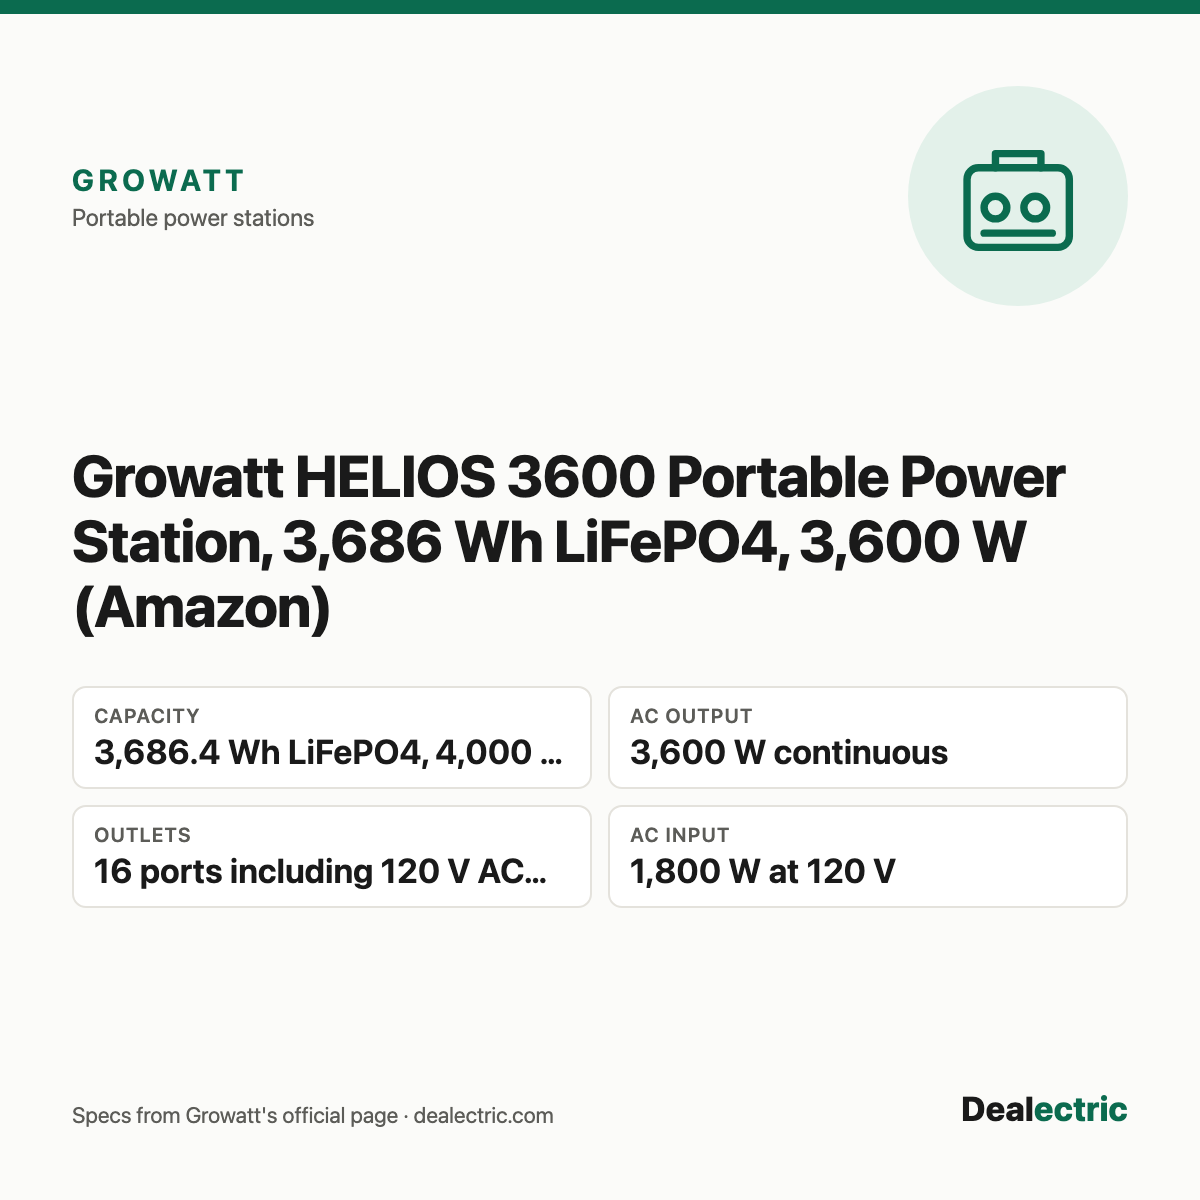 GROWATT
Portable power stations
Growatt HELIOS 3600 Portable Power
Station, 3,686 Wh LiFePO4, 3,600 W
(Amazon)
CAPACITY
3,686.4 Wh LiFePO4, 4,000 ...
AC OUTPUT
3,600 W continuous
OUTLETS
16 ports including 120 V AC...
AC INPUT
1,800 W at 120 V
Specs from Growatt's official page · dealectric.com
Dealectric